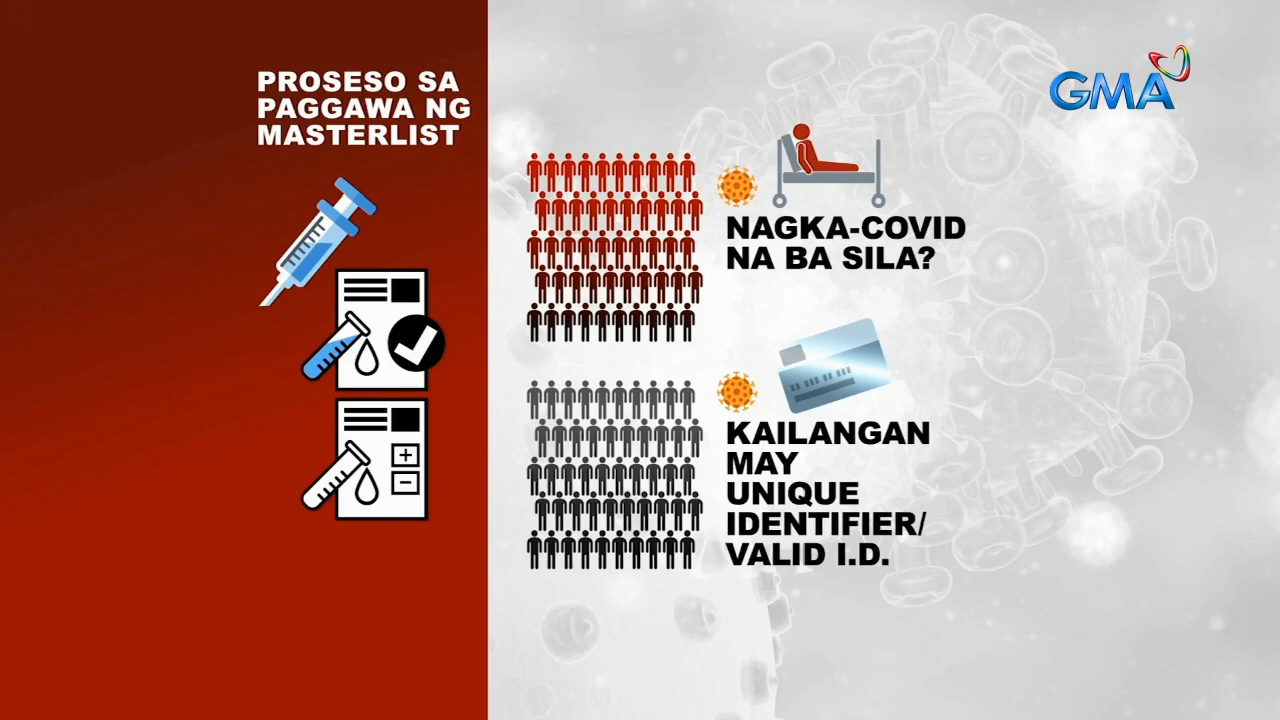 PROSESO SA
PAGGAWA NG
MASTERLIST
GMA
NAGKA-COVID
NA BA SILA?
KAILANGAN
MAY
UNIQUE
IDENTIFIER/
VALID I.D.